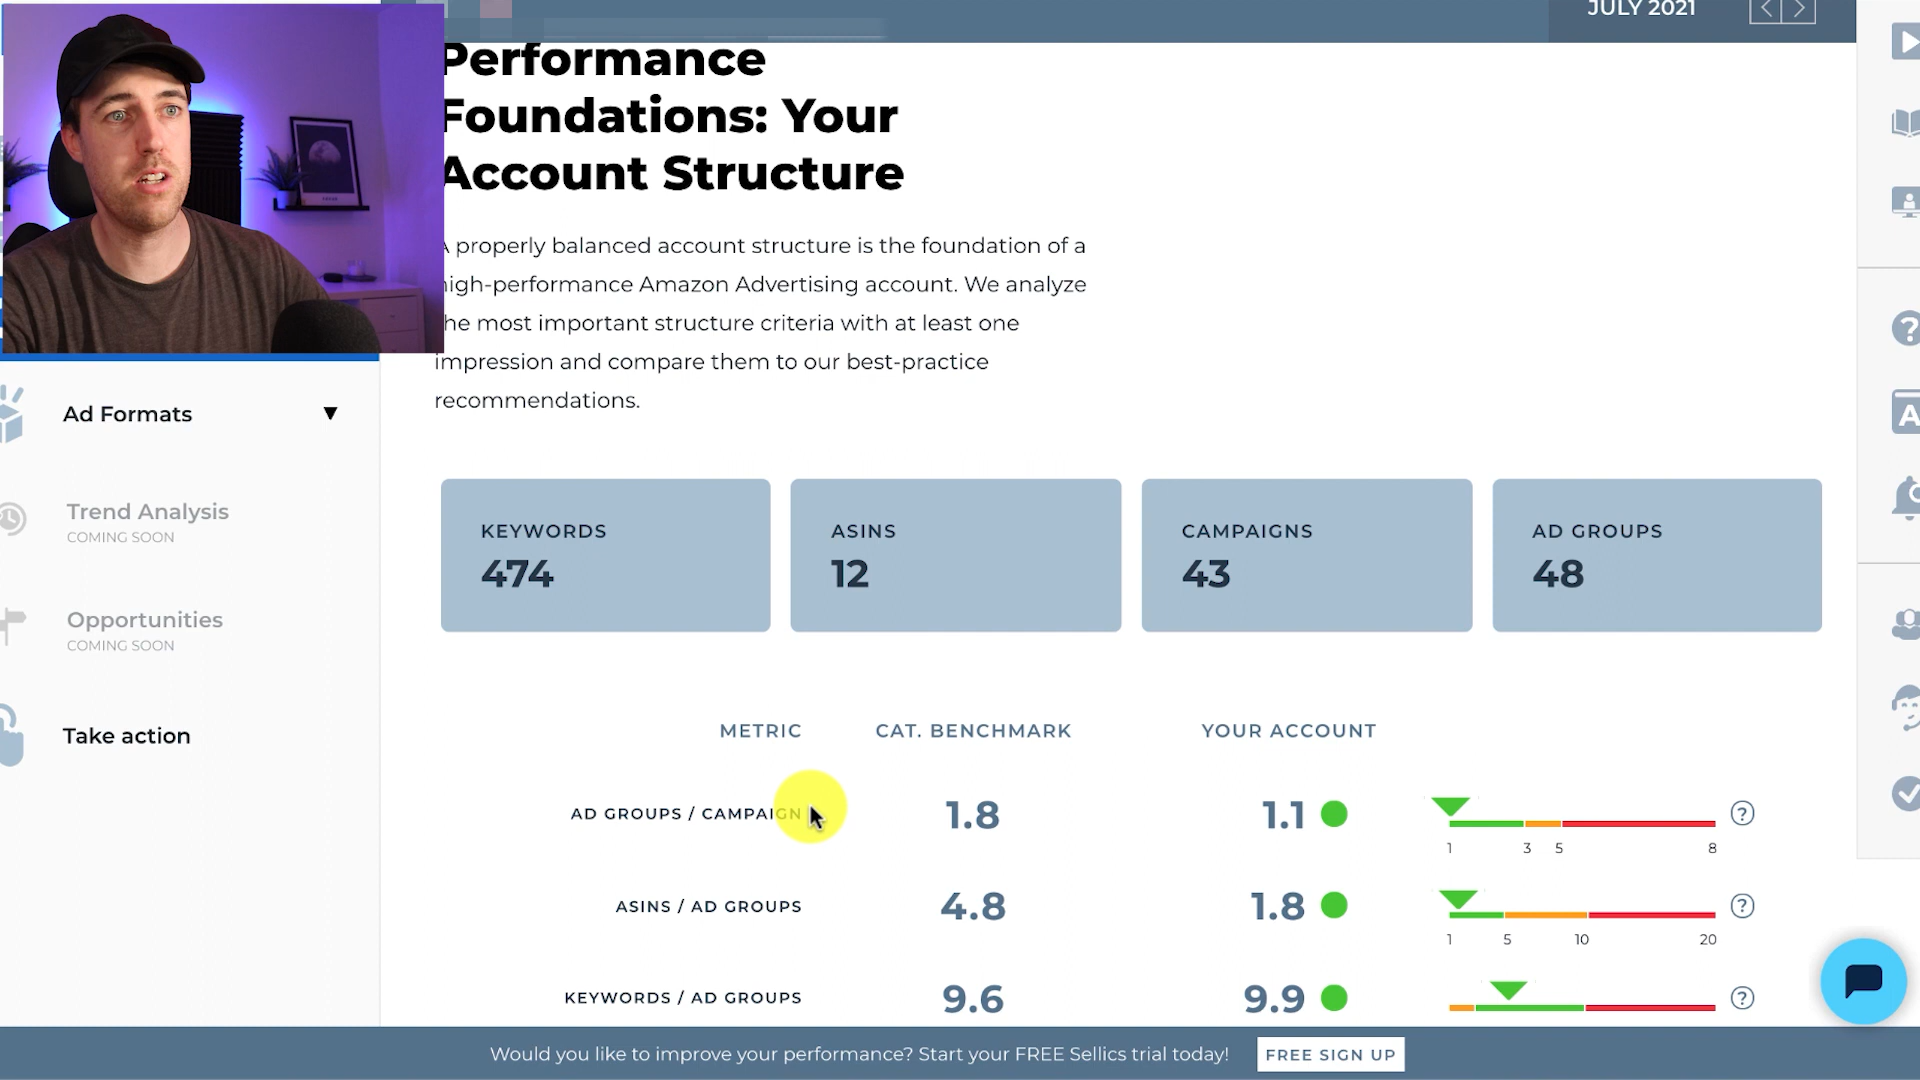 JULY 2021
Performance
Foundations: Your
Account Structure
A properly balanced account structure is the foundation of a
high-performance Amazon Advertising account. We analyze
the most important structure criteria with at least one
impression and compare them to our best-practice
recommendations.
Ad Formats
Trend Analysis
COMING SOON
Opportunities
COMING SOON
Take action
KEYWORDS
474
ASINS
12
CAMPAIGNS
43
AD GROUPS
48
METRIC CAT. BENCHMARK YOUR ACCOUNT
AD GROUPS / CAMPAIGN 1.8 1.1
1 3 5 8
ASINS / AD GROUPS 4.8 1.8
1 5 10 20
KEYWORDS / AD GROUPS 9.6 9.9
Would you like to improve your performance? Start your FREE Sellics trial today! FREE SIGN UP